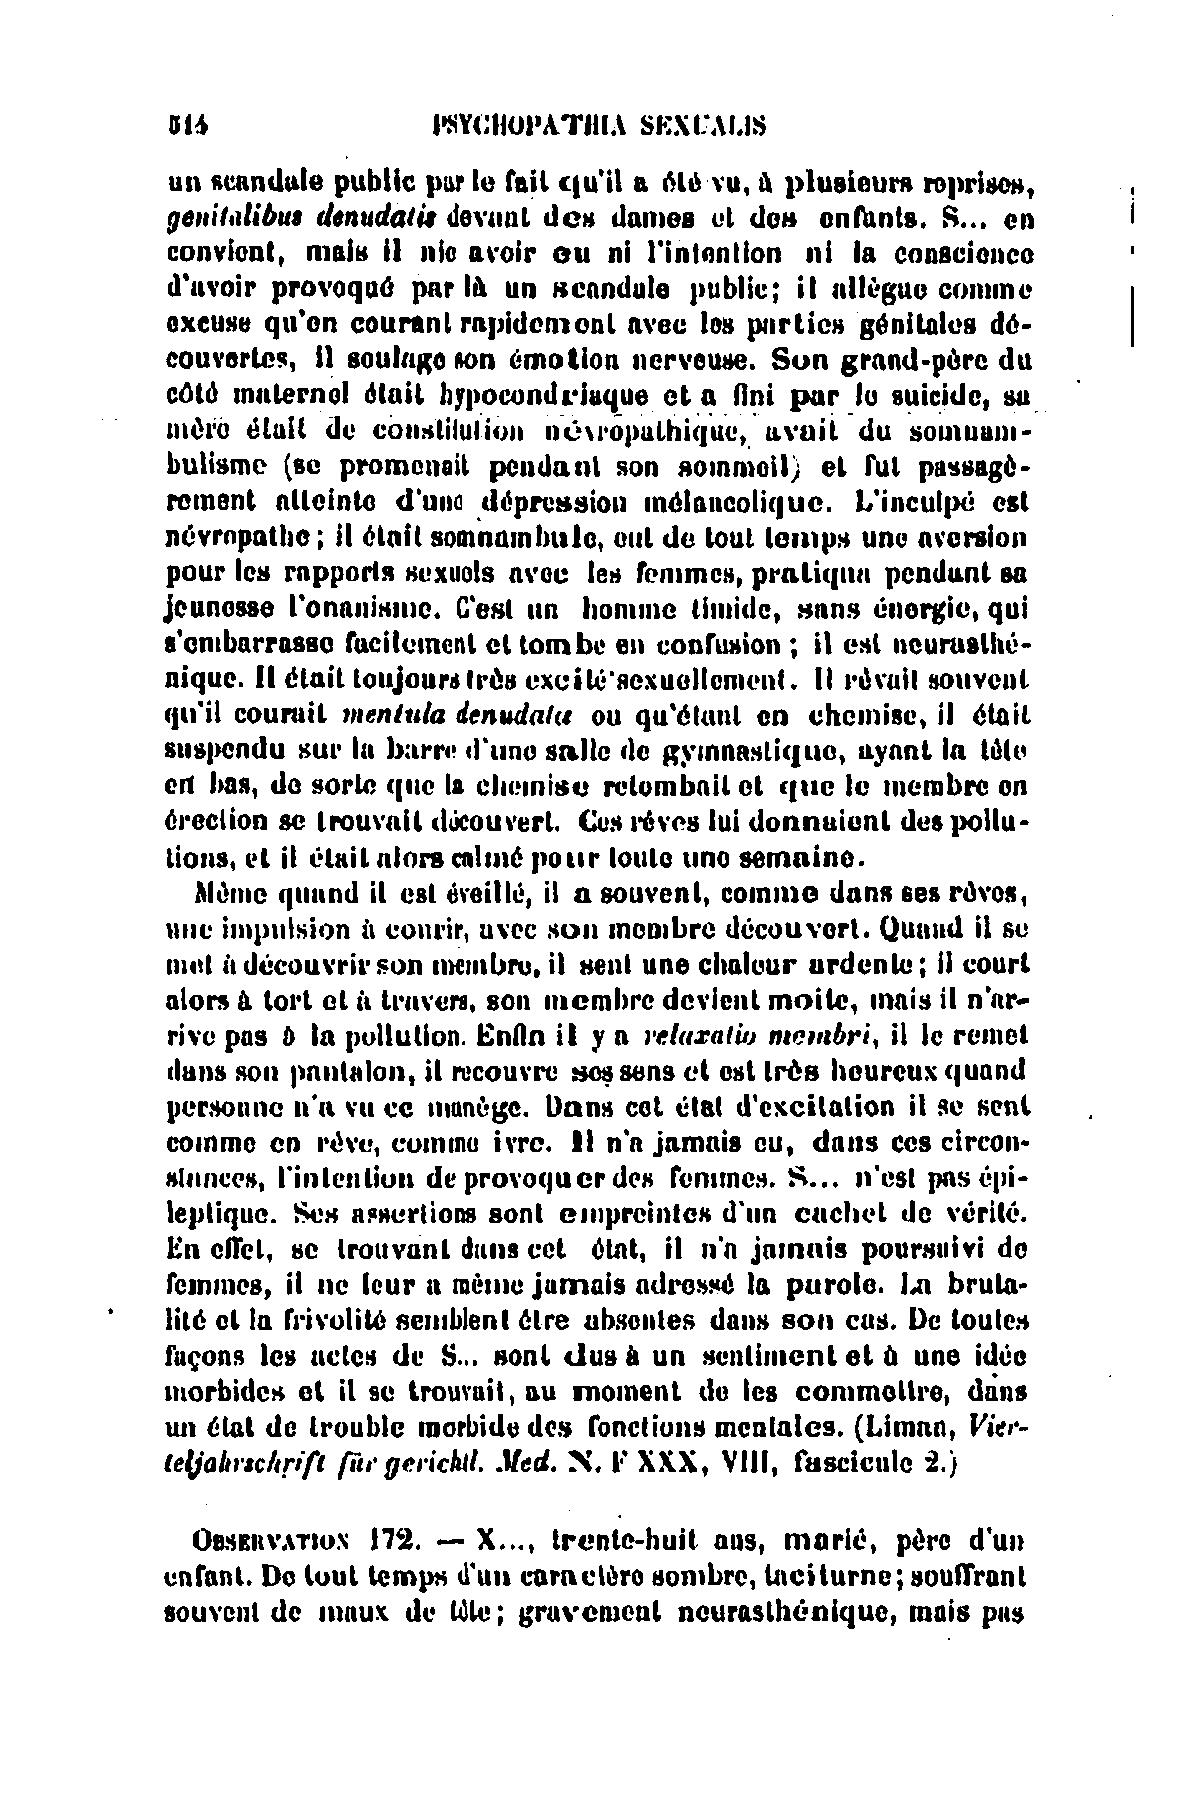 514 PSYCHOPATHIA SEXUALIS
un scandale public par le fait qu'il a été vu, à plusieurs reprises,
genitalibus denudatis devant des dames et des enfants. S... en
convient, mais il nie avoir eu ni l'intention ni la conscience
d'avoir provoqué par là un scandale public; il allègue comme
excuse qu'en courant rapidement avec les parties génitales dé-
couvertes, il soulage son émotion nerveuse. Son grand-père du
côté maternel était hypocondriaque et a fini par le suicide, sa
mère était de constitution névropathique, avait du somnam-
bulisme (se promenait pendant son sommeil) et fut passagè-
rement atteinte d'une dépression mélancolique. L'inculpé est
névropathe; il était somnambule, eut de tout temps une aversion
pour les rapports sexuels avec les femmes, pratiqua pendant sa
jeunesse l'onanisme. C'est un homme timide, sans énergie, qui
s'embarrasse facilement et tombe en confusion; il est neurasthé-
nique. Il était toujours très excité sexuellement. Il rêvait souvent
qu'il courait mentula denudata ou qu'étant en chemise, il était
suspendu sur la barre d'une salle de gymnastique, ayant la tête
en bas, de sorte que la chemise retombait et que le membre en
érection se trouvait découvert. Ces rêves lui donnaient des pollu-
tions, et il était alors calmé pour toute une semaine.
Même quand il est éveillé, il a souvent, comme dans ses rêves,
une impulsion à courir, avec son membre découvert. Quand il se
met à découvrir son membre, il sent une chaleur ardente; il court
alors à tort et à travers, son membre devient moite, mais il n'ar-
rive pas à la pollution. Enfin il y a relaxatio membri, il le remet
dans son pantalon, il recouvre ses sens et est très heureux quand
personne n'a vu ce manège. Dans cet état d'excitation il se sent
comme en rêve, comme ivre. Il n'a jamais eu, dans ces circon-
stances, l'intention de provoquer des femmes. S... n'est pas épi-
leptique. Ses assertions sont empreintes d'un cachet de vérité.
En effet, se trouvant dans cet état, il n'a jamais poursuivi de
femmes, il ne leur a même jamais adressé la parole. La bruta-
lité et la frivolité semblent être absentes dans son cas. De toutes
façons les actes de S... sont dus à un sentiment et à une idée
morbides et il se trouvait, au moment de les commettre, dans
un état de trouble morbide des fonctions mentales. (Liman, Vier-
teljahrschrift für gerichtl. Med. N. F XXX, VIII, fascicule 2.)
OBSERVATION 172. — X..., trente-huit ans, marié, père d'un
enfant. De tout temps d'un caractère sombre, taciturne; souffrant
souvent de maux de tête; gravement neurasthénique, mais pas